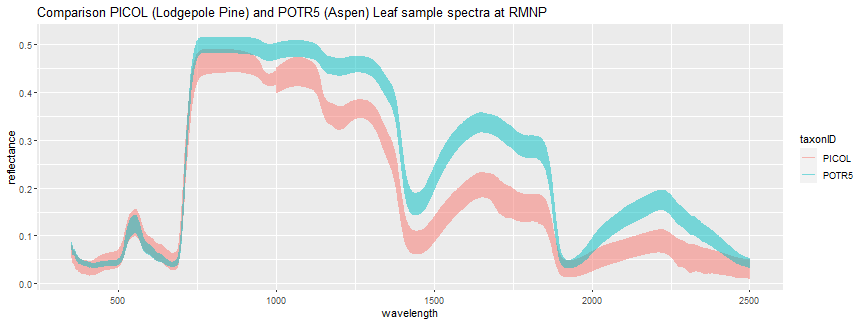 Comparison PICOL (Lodgepole Pine) and POTR5 (Aspen) Leaf sample spectra at RMNP
0.5
0.4
0.3
0.2
0.1
0.0
reflectance
500
1000
1500
2000
2500
wavelength
taxonID
PICOL
POTR5